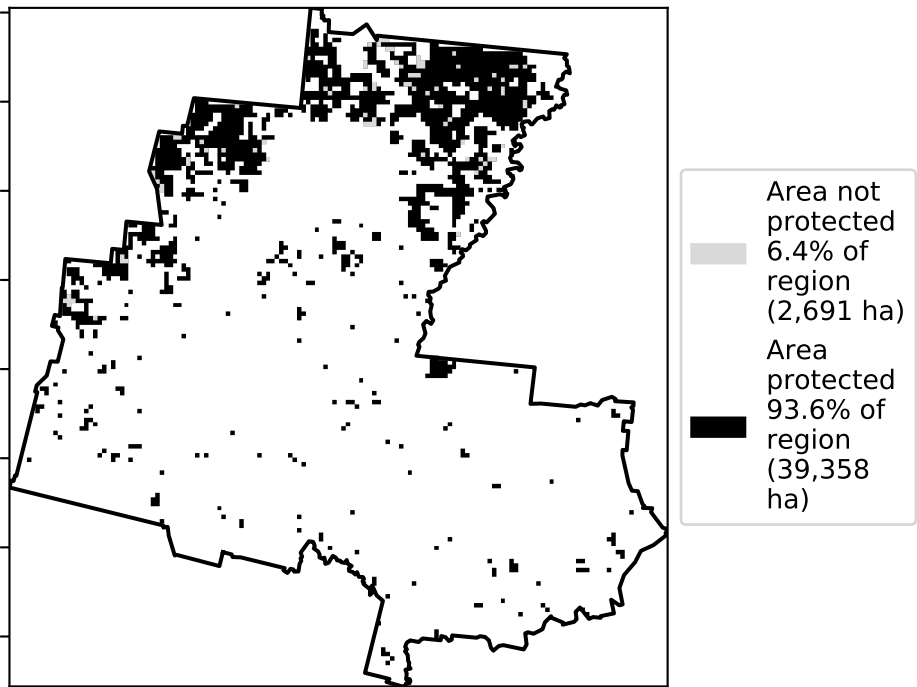 Area not
protected
6.4% of
region
(2,691 ha)
Area
protected
93.6% of
region
(39,358
ha)